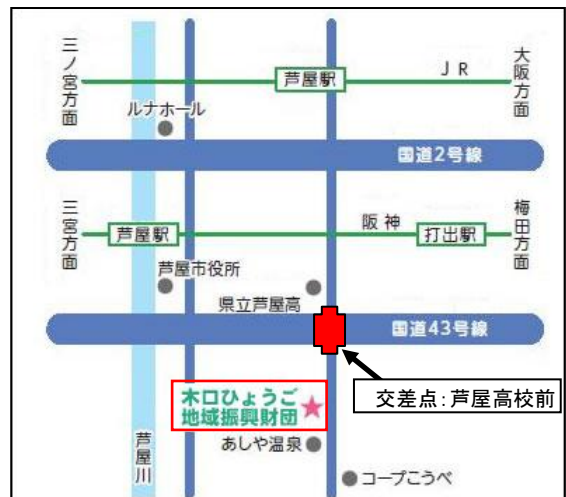 三ノ宮方面
芦屋駅
JR
大阪方面
ルナホール
国道2号線
三宮方面
芦屋駅
阪神
打出駅
梅田方面
芦屋市役所
県立芦屋高
国道43号線
交差点:芦屋高校前
木口ひょうご
地域振興財団
あしや温泉
芦屋川
コープこうべ